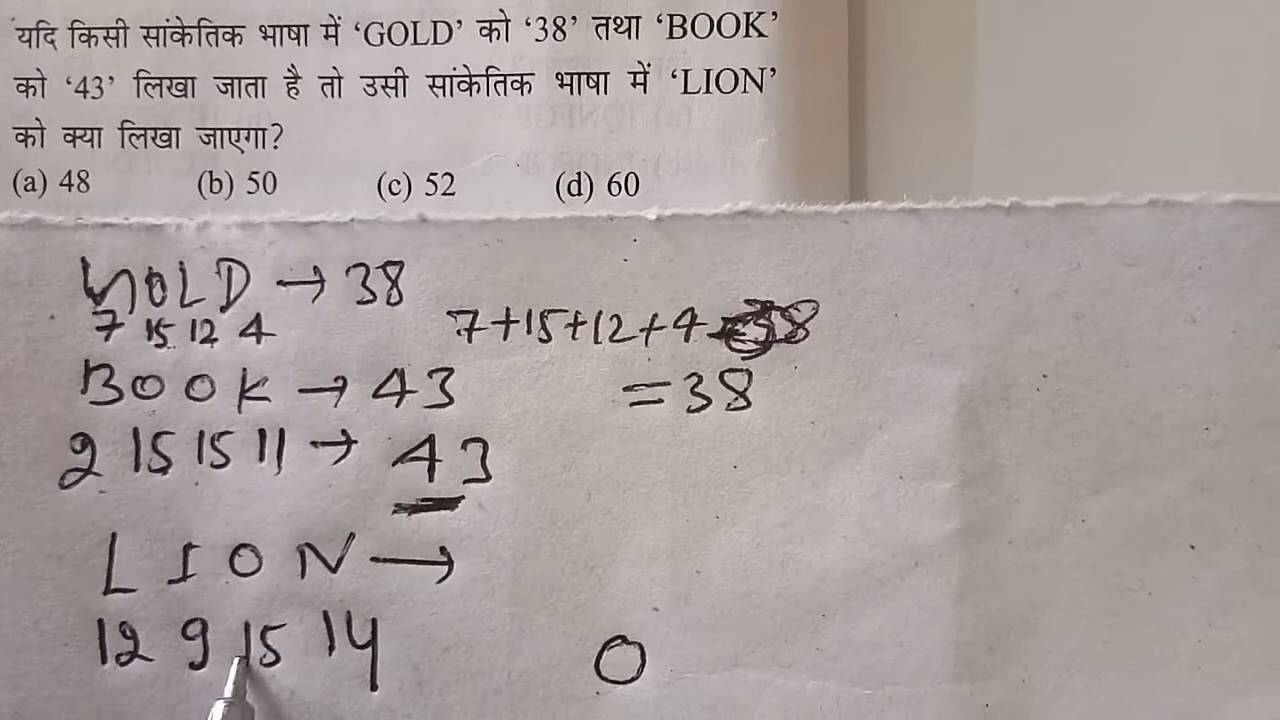 यदि किसी सांकेतिक भाषा में ‘GOLD’ को ‘38’ तथा ‘BOOK’
को ‘43’ लिखा जाता है तो उसी सांकेतिक भाषा में ‘LION’
को क्या लिखा जाएगा?
(a) 48 (b) 50 (c) 52 (d) 60
GOLD → 38
7 15 12 4 7+15+12+4
BOOK → 43 = 38
2 15 15 11 → 43
LION →
12 9 15 14 0